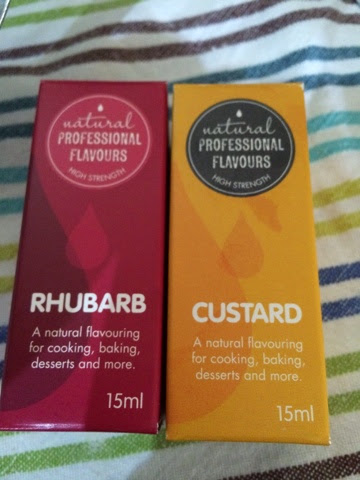 natural
PROFESSIONAL
FLAVOURS
HIGH STRENGTH
RHUBARB
A natural flavouring
for cooking, baking,
desserts and more.
15ml
natural
PROFESSIONAL
FLAVOURS
HIGH STRENGTH
CUSTARD
A natural flavouring
for cooking, baking,
desserts and more.
15ml